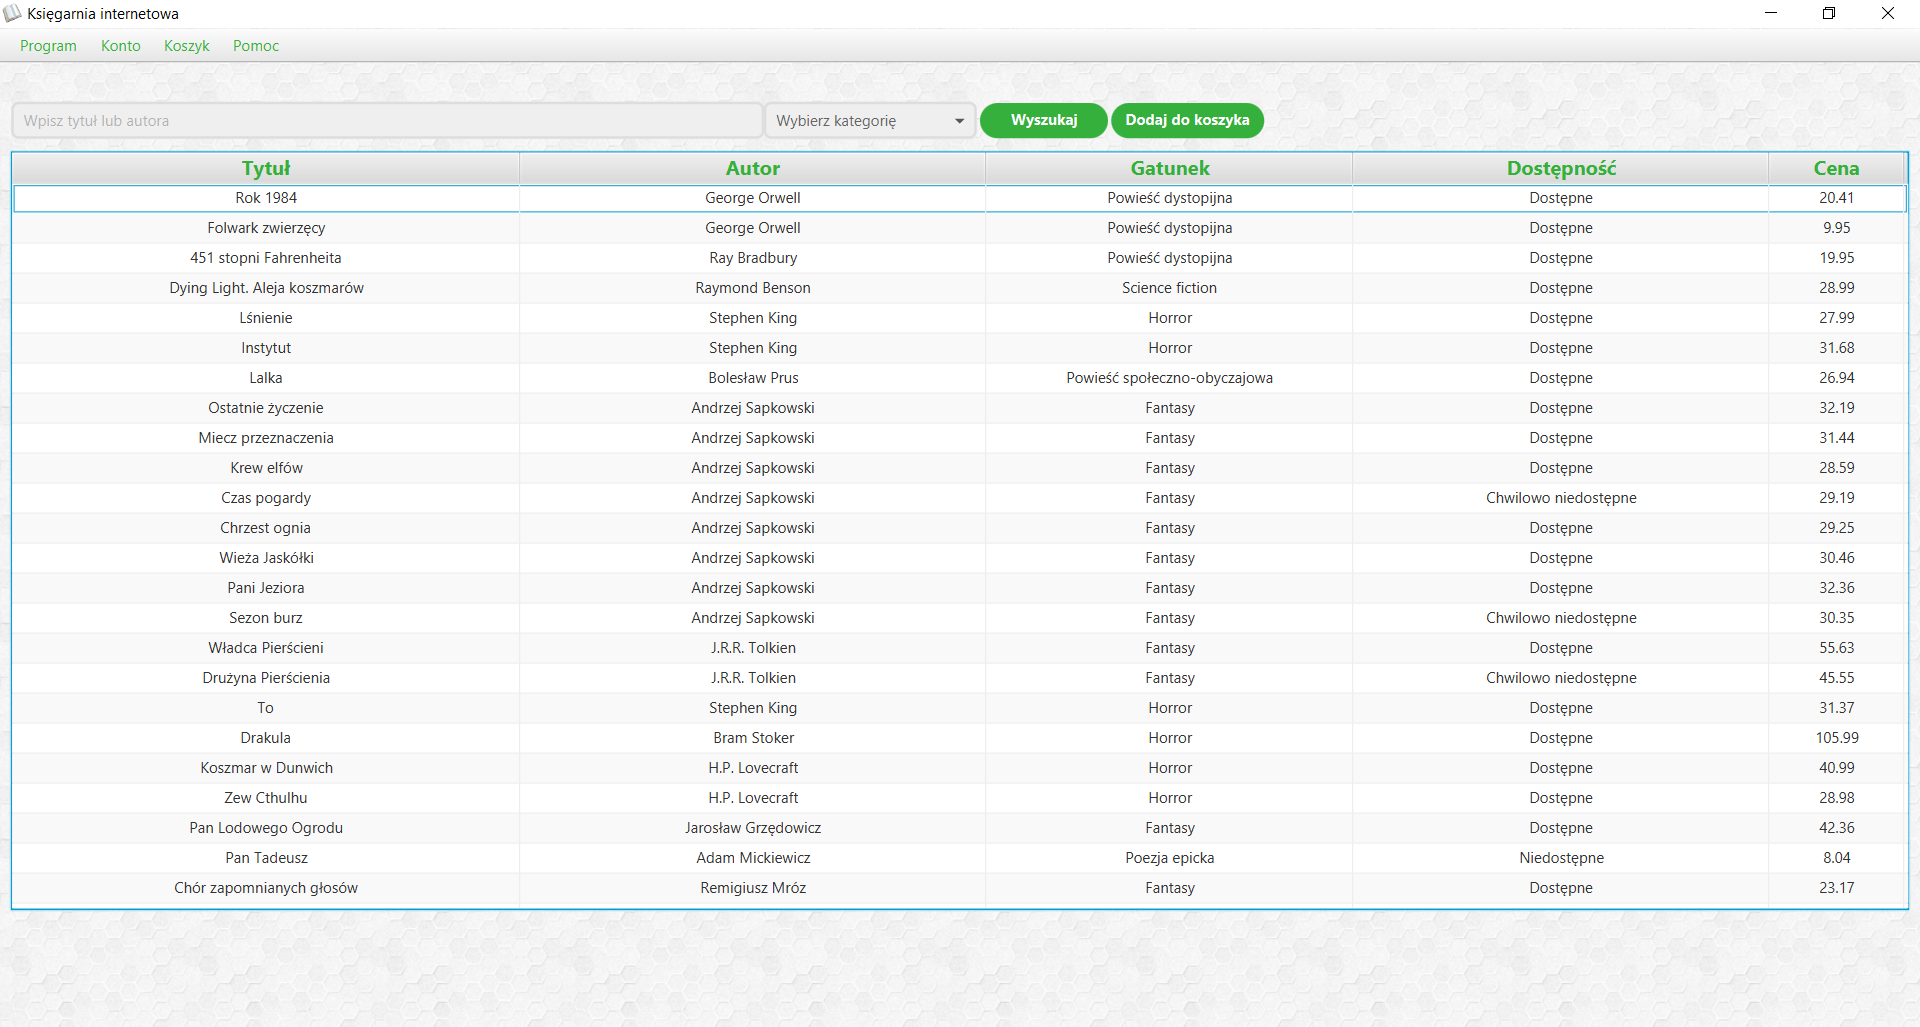 Księgarnia internetowa
Program Konto Koszyk Pomoc
Wpisz tytuł lub autora Wybierz kategorię Wyszukaj Dodaj do koszyka
Tytuł Autor Gatunek Dostępność Cena
Rok 1984 George Orwell Powieść dystopijna Dostępne 20.41
Folwark zwierzęcy George Orwell Powieść dystopijna Dostępne 9.95
451 stopni Fahrenheita Ray Bradbury Powieść dystopijna Dostępne 19.95
Dying Light. Aleja koszmarów Raymond Benson Science fiction Dostępne 28.99
Lśnienie Stephen King Horror Dostępne 27.99
Instytut Stephen King Horror Dostępne 31.68
Lalka Bolesław Prus Powieść społeczno-obyczajowa Dostępne 26.94
Ostatnie życzenie Andrzej Sapkowski Fantasy Dostępne 32.19
Miecz przeznaczenia Andrzej Sapkowski Fantasy Dostępne 31.44
Krew elfów Andrzej Sapkowski Fantasy Dostępne 28.59
Czas pogardy Andrzej Sapkowski Fantasy Chwilowo niedostępne 29.19
Chrzest ognia Andrzej Sapkowski Fantasy Dostępne 29.25
Wieża Jaskółki Andrzej Sapkowski Fantasy Dostępne 30.46
Pani Jeziora Andrzej Sapkowski Fantasy Dostępne 32.36
Sezon burz Andrzej Sapkowski Fantasy Chwilowo niedostępne 30.35
Władca Pierścieni J.R.R. Tolkien Fantasy Dostępne 55.63
Drużyna Pierścienia J.R.R. Tolkien Fantasy Chwilowo niedostępne 45.55
To Stephen King Horror Dostępne 31.37
Drakula Bram Stoker Horror Dostępne 105.99
Koszmar w Dunwich H.P. Lovecraft Horror Dostępne 40.99
Zew Cthulhu H.P. Lovecraft Horror Dostępne 28.98
Pan Lodowego Ogrodu Jarosław Grzędowicz Fantasy Dostępne 42.36
Pan Tadeusz Adam Mickiewicz Poezja epicka Niedostępne 8.04
Chór zapomnianych głosów Remigiusz Mróz Fantasy Dostępne 23.17